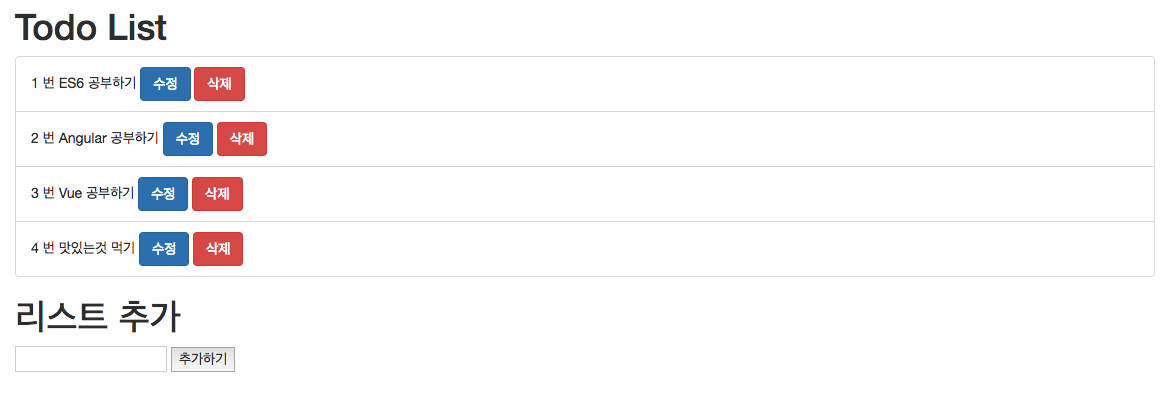 Todo List
1 번 ES6 공부하기 수정 삭제
2 번 Angular 공부하기 수정 삭제
3 번 Vue 공부하기 수정 삭제
4 번 맛있는것 먹기 수정 삭제
리스트 추가
추가하기